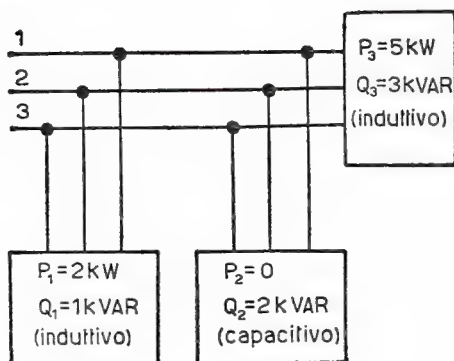 1
2
3
P₃=5kW
Q₃=3kVAR
(induttivo)
P₁=2kW
Q₁=1kVAR
(induttivo)
P₂=0
Q₂=2kVAR
(capacitivo)